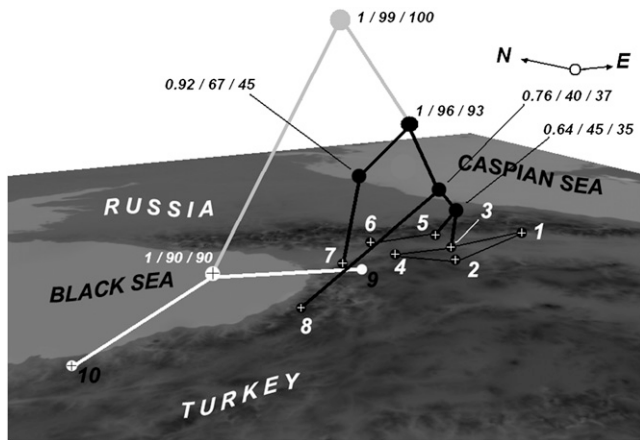 1 / 99 / 100
N
E
0.92 / 67 / 45
0.76 / 40 / 37
1 / 96 / 93
0.64 / 45 / 35
CASPIAN SEA
RUSSIA
3
1
6
5
7
4
2
1 / 90 / 90
9
BLACK SEA
8
10
TURKEY